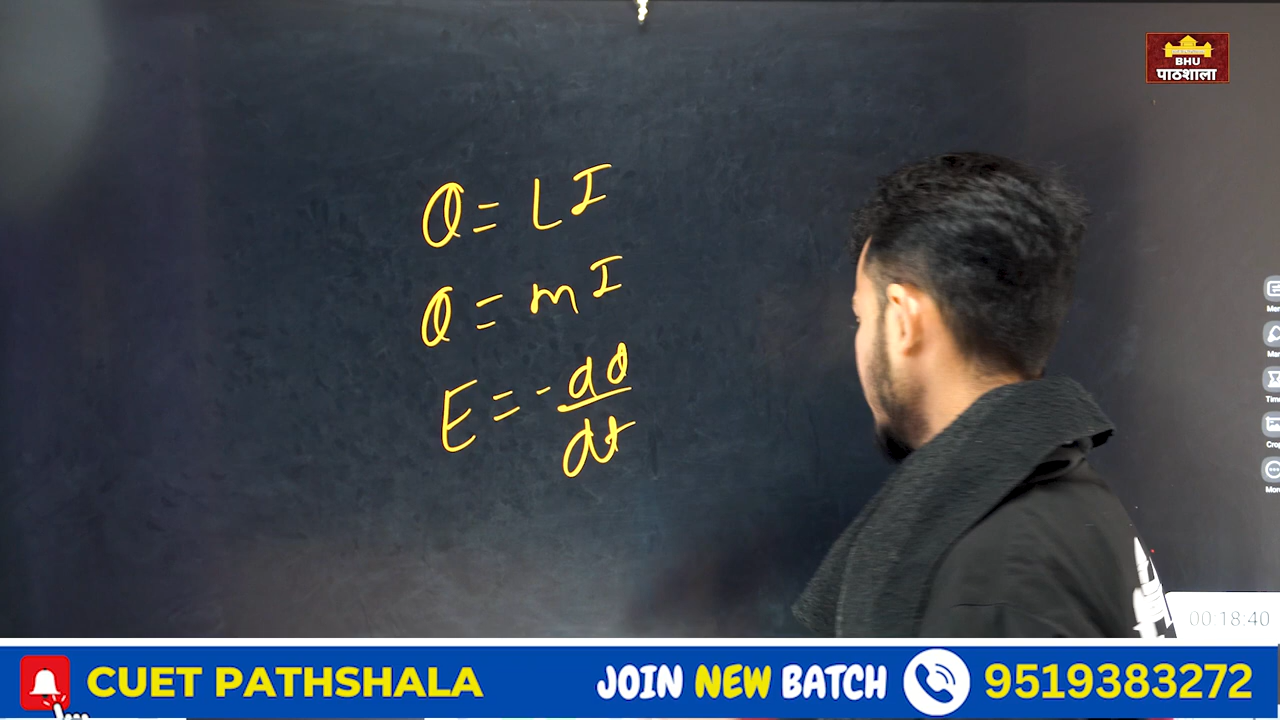 BHU
पाठशाला
Φ = LI
Φ = mI
E = - dΦ/dt
00:18:40
CUET PATHSHALA
JOIN NEW BATCH
9519383272